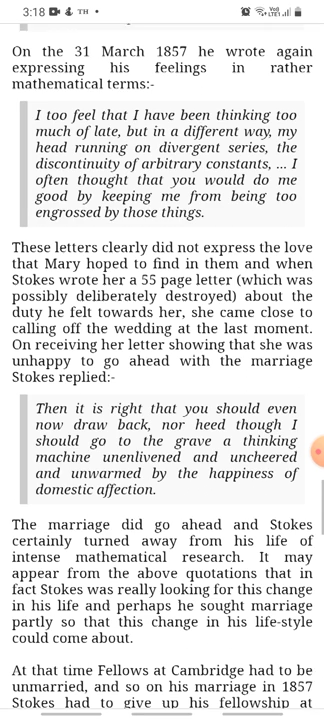 3:18 TH •
On the 31 March 1857 he wrote again
expressing his feelings in rather
mathematical terms:-
I too feel that I have been thinking too
much of late, but in a different way, my
head running on divergent series, the
discontinuity of arbitrary constants, ... I
often thought that you would do me
good by keeping me from being too
engrossed by those things.
These letters clearly did not express the love
that Mary hoped to find in them and when
Stokes wrote her a 55 page letter (which was
possibly deliberately destroyed) about the
duty he felt towards her, she came close to
calling off the wedding at the last moment.
On receiving her letter showing that she was
unhappy to go ahead with the marriage
Stokes replied:-
Then it is right that you should even
now draw back, nor heed though I
should go to the grave a thinking
machine unenlivened and uncheered
and unwarmed by the happiness of
domestic affection.
The marriage did go ahead and Stokes
certainly turned away from his life of
intense mathematical research. It may
appear from the above quotations that in
fact Stokes was really looking for this change
in his life and perhaps he sought marriage
partly so that this change in his life-style
could come about.
At that time Fellows at Cambridge had to be
unmarried, and so on his marriage in 1857
Stokes had to give up his fellowship at